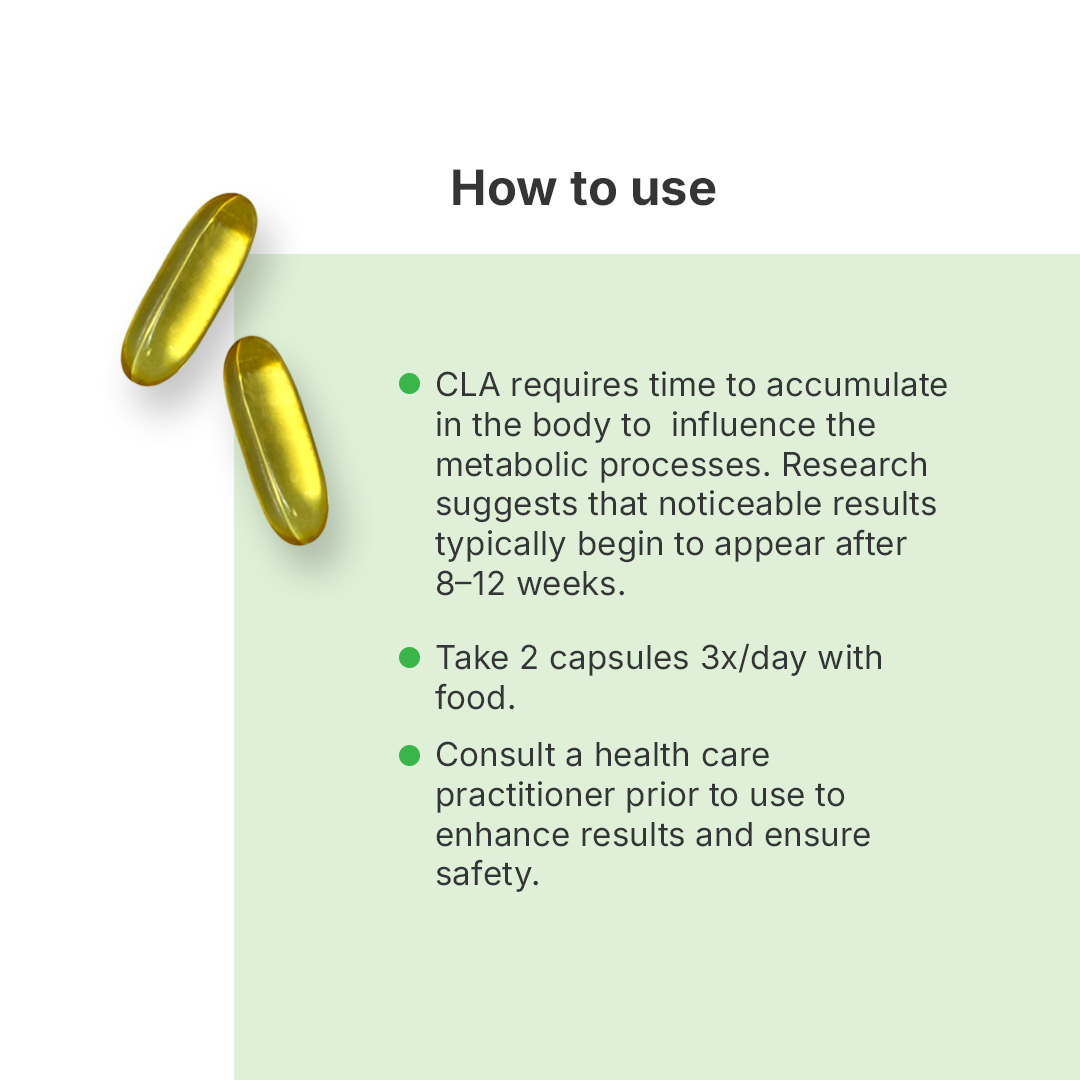 How to use
CLA requires time to accumulate
in the body to  influence the
metabolic processes. Research
suggests that noticeable results
typically begin to appear after
8–12 weeks.
Take 2 capsules 3x/day with
food.
Consult a health care
practitioner prior to use to
enhance results and ensure
safety.